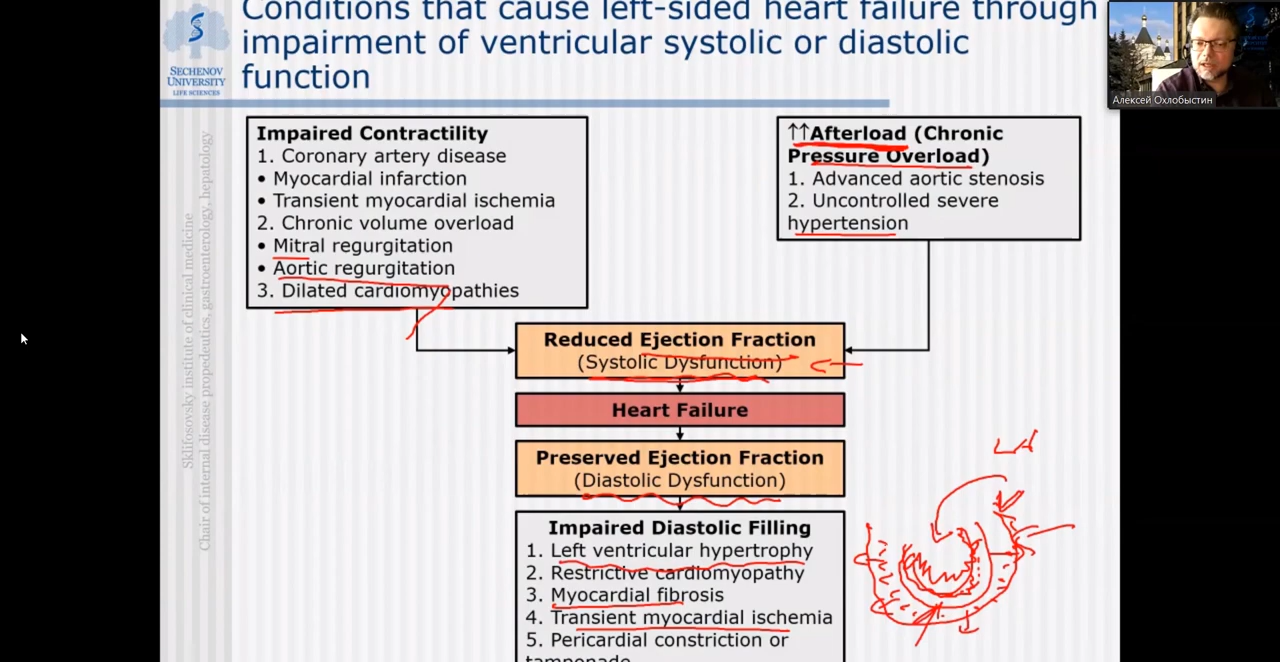 Conditions that cause left-sided heart failure through
impairment of ventricular systolic or diastolic
function
SECHENOV
UNIVERSITY
LIFE SCIENCES
Алексей Охлобыстин
Sklifosovsky institute of clinical medicine
Chair of internal disease propedeutics, gastroenterology, hepatology
Impaired Contractility
1. Coronary artery disease
• Myocardial infarction
• Transient myocardial ischemia
2. Chronic volume overload
• Mitral regurgitation
• Aortic regurgitation
3. Dilated cardiomyopathies
↑↑Afterload (Chronic
Pressure Overload)
1. Advanced aortic stenosis
2. Uncontrolled severe
hypertension
Reduced Ejection Fraction
(Systolic Dysfunction)
Heart Failure
Preserved Ejection Fraction
(Diastolic Dysfunction)
Impaired Diastolic Filling
1. Left ventricular hypertrophy
2. Restrictive cardiomyopathy
3. Myocardial fibrosis
4. Transient myocardial ischemia
5. Pericardial constriction or
tamponade